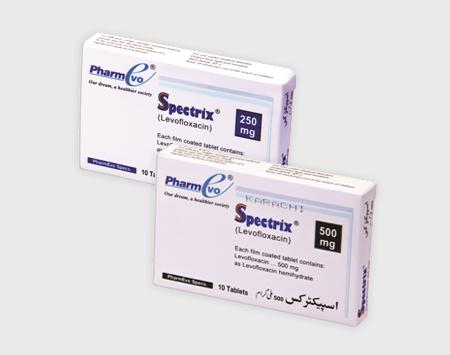 PharmEvo®
Our dream, a healthier society
Spectrix®
(Levofloxacin)
250
mg
Each film coated tablet contains:
PharmEvo Specs.
10 Tablets
PharmEvo®
Our dream, a healthier society
KARACHI
Spectrix®
(Levofloxacin)
500
mg
Each film coated tablet contains:
Levofloxacin ... 500 mg
as Levofloxacin hemihydrate
PharmEvo Specs.
10 Tablets
اسپیکٹرکس 500 ملی گرام